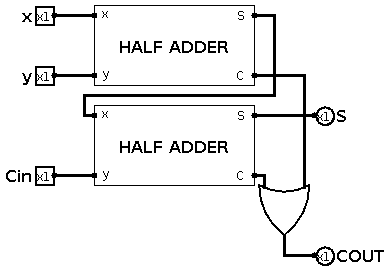 x x1 x S
HALF ADDER
y x1 y C
x S x1 S
HALF ADDER
Cin x1 y C
x1 COUT